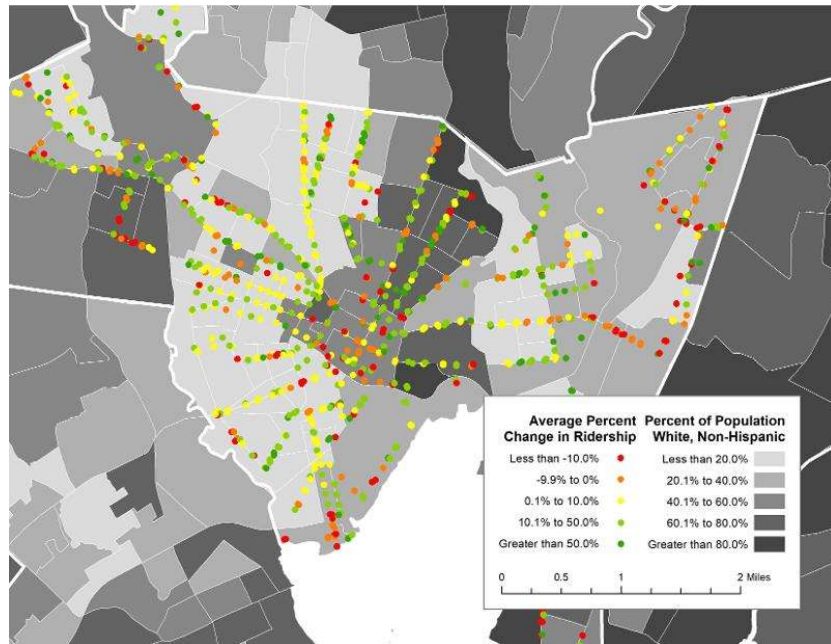 Average Percent
Change in Ridership
Less than -10.0%
-9.9% to 0%
0.1% to 10.0%
10.1% to 50.0%
Greater than 50.0%
Percent of Population
White, Non-Hispanic
Less than 20.0%
20.1% to 40.0%
40.1% to 60.0%
60.1% to 80.0%
Greater than 80.0%
0 0.5 1 2 Miles